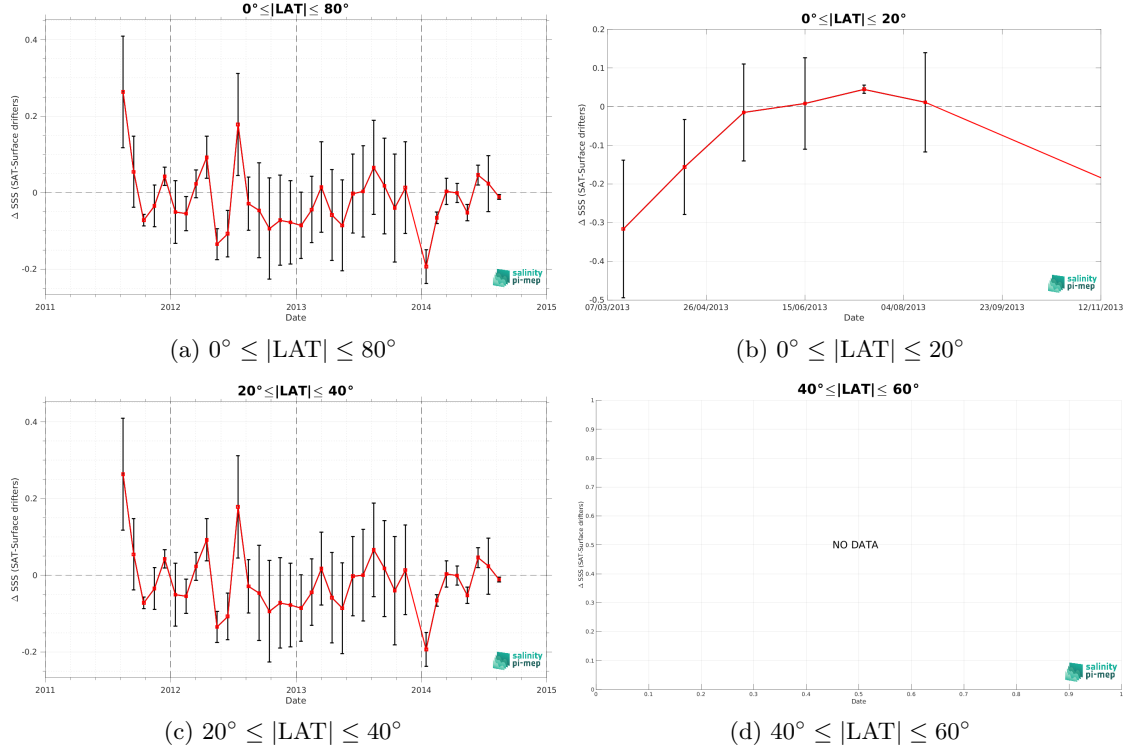 0°≤|LAT|≤ 80°
Δ SSS (SAT-Surface drifters)
0.4
0.2
0
-0.2
2011
2012
2013
2014
2015
Date
salinity
pi-mep
(a) 0° ≤ |LAT| ≤ 80°
0°≤|LAT|≤ 20°
Δ SSS (SAT-Surface drifters)
0.2
0.1
0
-0.1
-0.2
-0.3
-0.4
-0.5
07/03/2013
26/04/2013
15/06/2013
04/08/2013
23/09/2013
12/11/2013
Date
salinity
pi-mep
(b) 0° ≤ |LAT| ≤ 20°
20°≤|LAT|≤ 40°
Δ SSS (SAT-Surface drifters)
0.4
0.2
0
-0.2
2011
2012
2013
2014
2015
Date
salinity
pi-mep
(c) 20° ≤ |LAT| ≤ 40°
40°≤|LAT|≤ 60°
Δ SSS (SAT-Surface drifters)
1
0.9
0.8
0.7
0.6
0.5
0.4
0.3
0.2
0.1
0
NO DATA
0
0.1
0.2
0.3
0.4
0.5
0.6
0.7
0.8
0.9
1
Date
salinity
pi-mep
(d) 40° ≤ |LAT| ≤ 60°